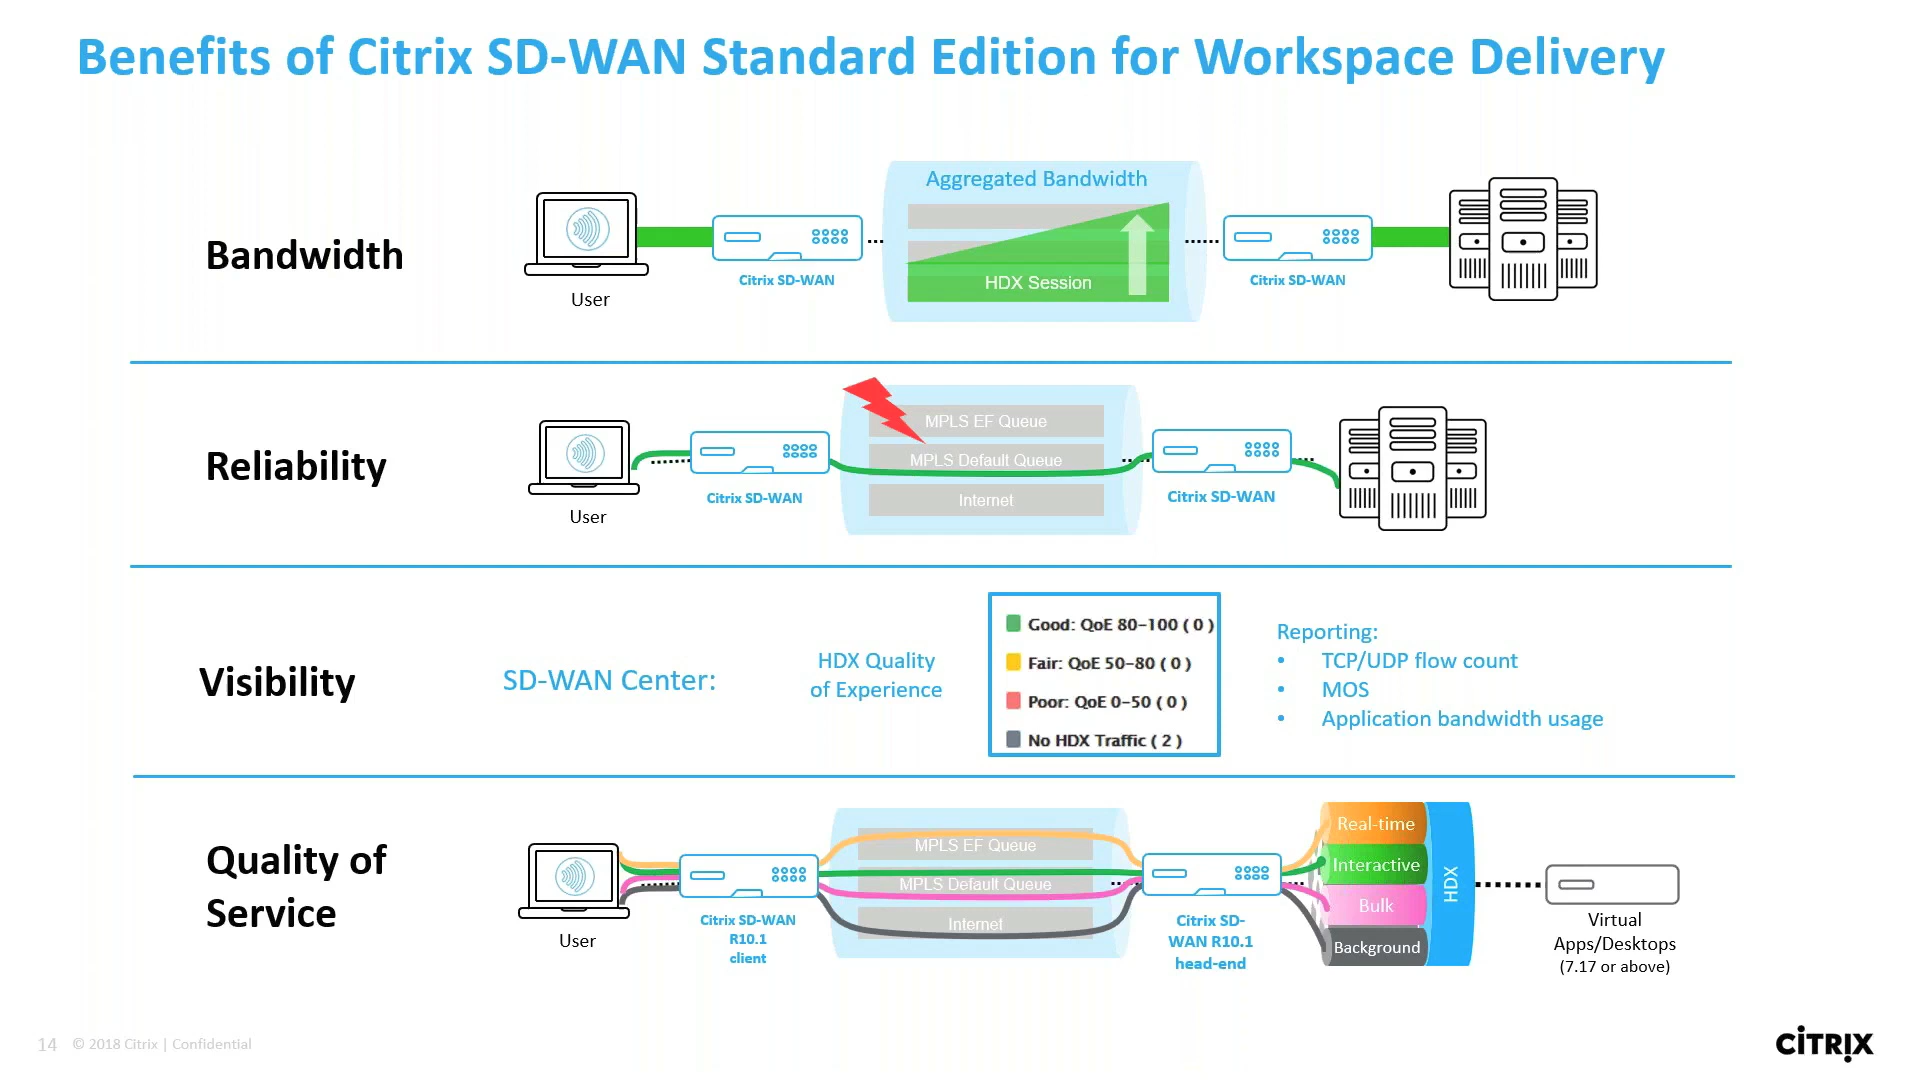 Benefits of Citrix SD-WAN Standard Edition for Workspace Delivery
Bandwidth
User
Citrix SD-WAN
Aggregated Bandwidth
HDX Session
Citrix SD-WAN
Reliability
User
Citrix SD-WAN
MPLS EF Queue
MPLS Default Queue
Internet
Citrix SD-WAN
Visibility
SD-WAN Center:
HDX Quality
of Experience
Good: QoE 80-100 ( 0 )
Fair: QoE 50-80 ( 0 )
Poor: QoE 0-50 ( 0 )
No HDX Traffic ( 2 )
Reporting:
• TCP/UDP flow count
• MOS
• Application bandwidth usage
Quality of
Service
User
Citrix SD-WAN
R10.1
client
MPLS EF Queue
MPLS Default Queue
Internet
Citrix SD-
WAN R10.1
head-end
Real-time
Interactive
Bulk
Background
HDX
Virtual
Apps/Desktops
(7.17 or above)
14 © 2018 Citrix | Confidential
CITRIX